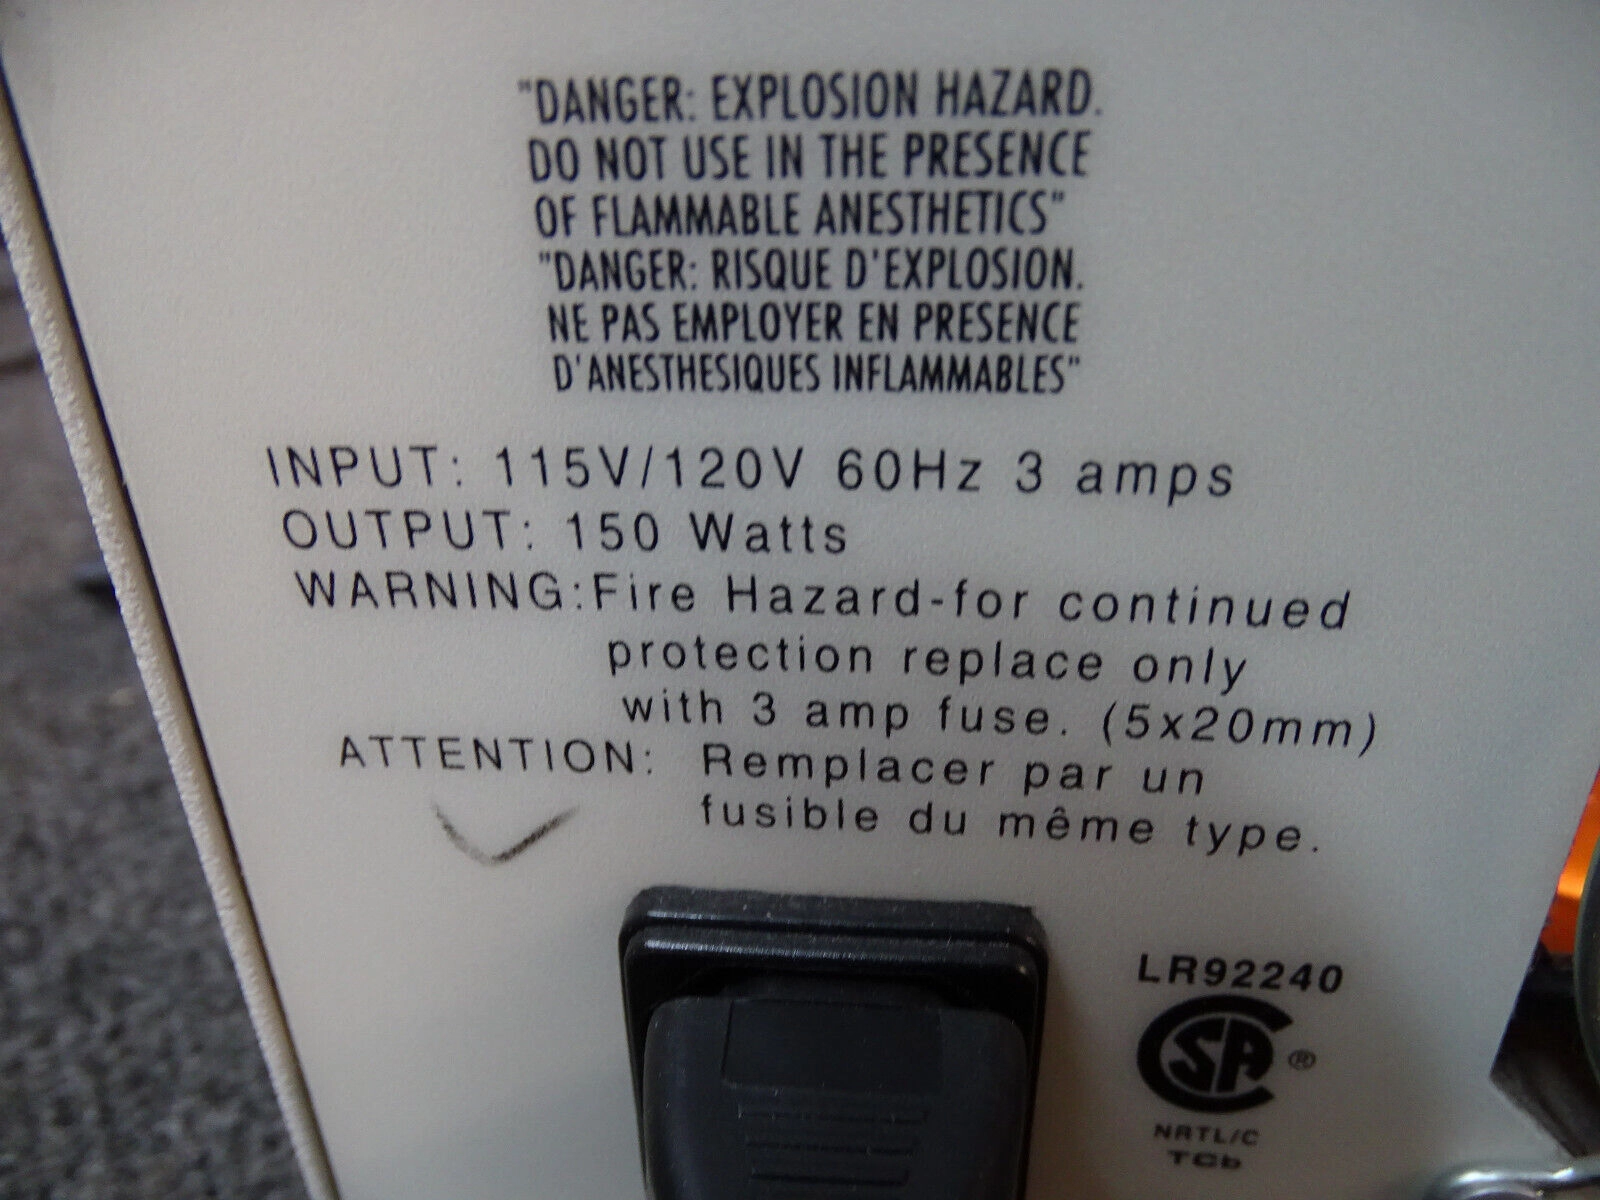 "DANGER: EXPLOSION HAZARD.
DO NOT USE IN THE PRESENCE
OF FLAMMABLE ANESTHETICS"
"DANGER: RISQUE D'EXPLOSION.
NE PAS EMPLOYER EN PRESENCE
D'ANESTHESIQUES INFLAMMABLES"
INPUT: 115V/120V 60Hz 3 amps
OUTPUT: 150 Watts
WARNING:Fire Hazard-for continued
protection replace only
with 3 amp fuse. (5x20mm)
ATTENTION: Remplacer par un
fusible du même type.
LR92240
CSA ®
NRTL/C
TCb